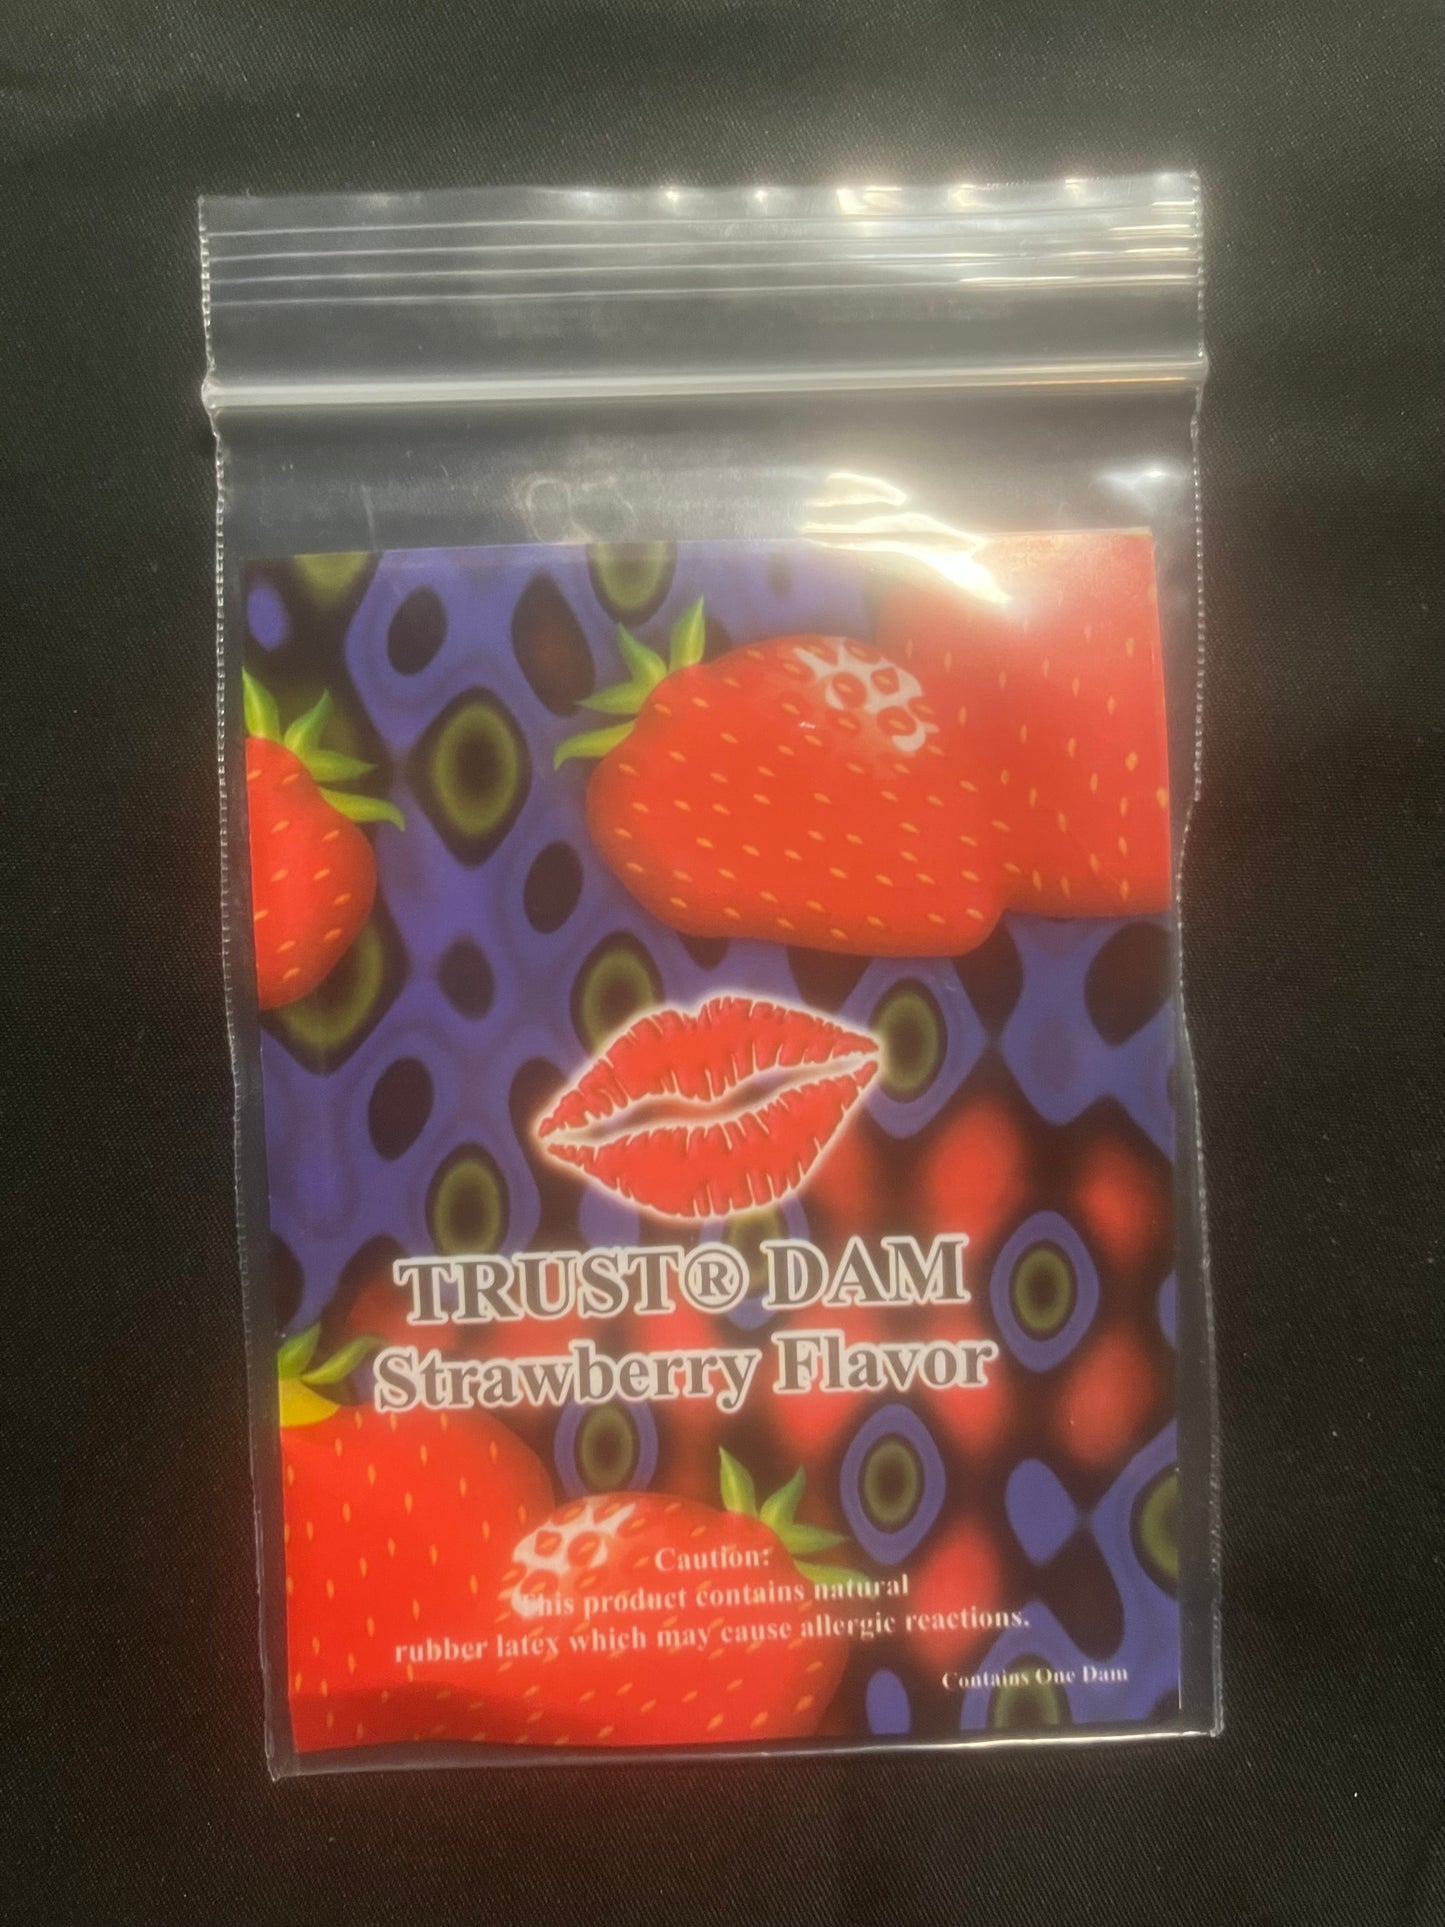 TRUST® DAM
Strawberry Flavor
Caution:
This product contains natural
rubber latex which may cause allergic reactions.
Contains One Dam